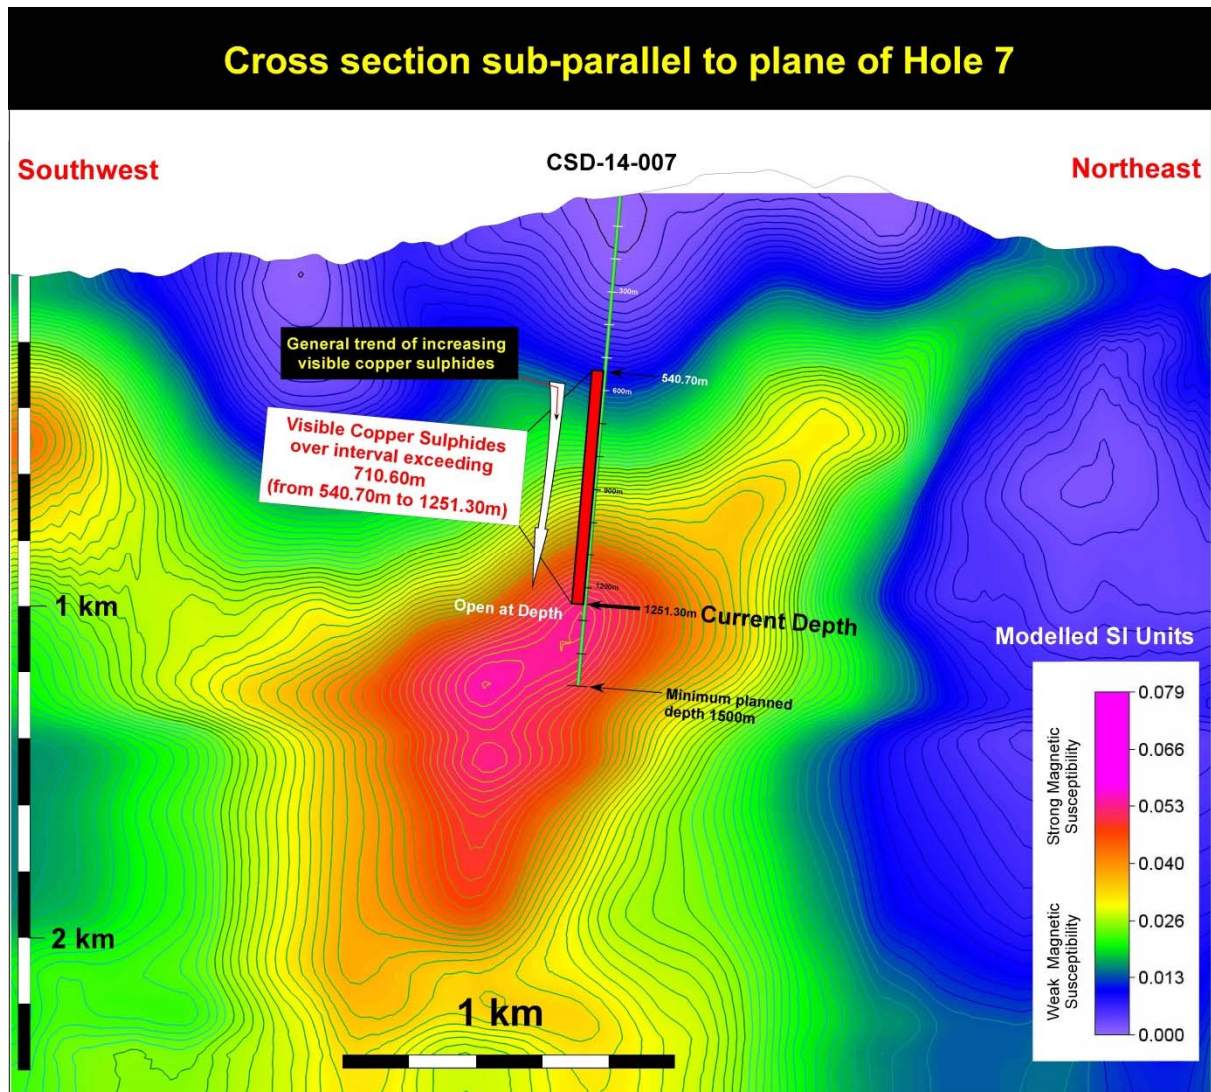 Cross section sub-parallel to plane of Hole 7
Southwest
CSD-14-007
Northeast
300m
General trend of increasing
visible copper sulphides
540.70m
600m
Visible Copper Sulphides
over interval exceeding
710.60m
(from 540.70m to 1251.30m)
900m
1200m
1 km
Open at Depth
1251.30m Current Depth
Minimum planned
depth 1500m
Modelled SI Units
Strong Magnetic
Susceptibility
Weak Magnetic
Susceptibility
0.079
0.066
0.053
0.040
0.026
0.013
0.000
2 km
1 km